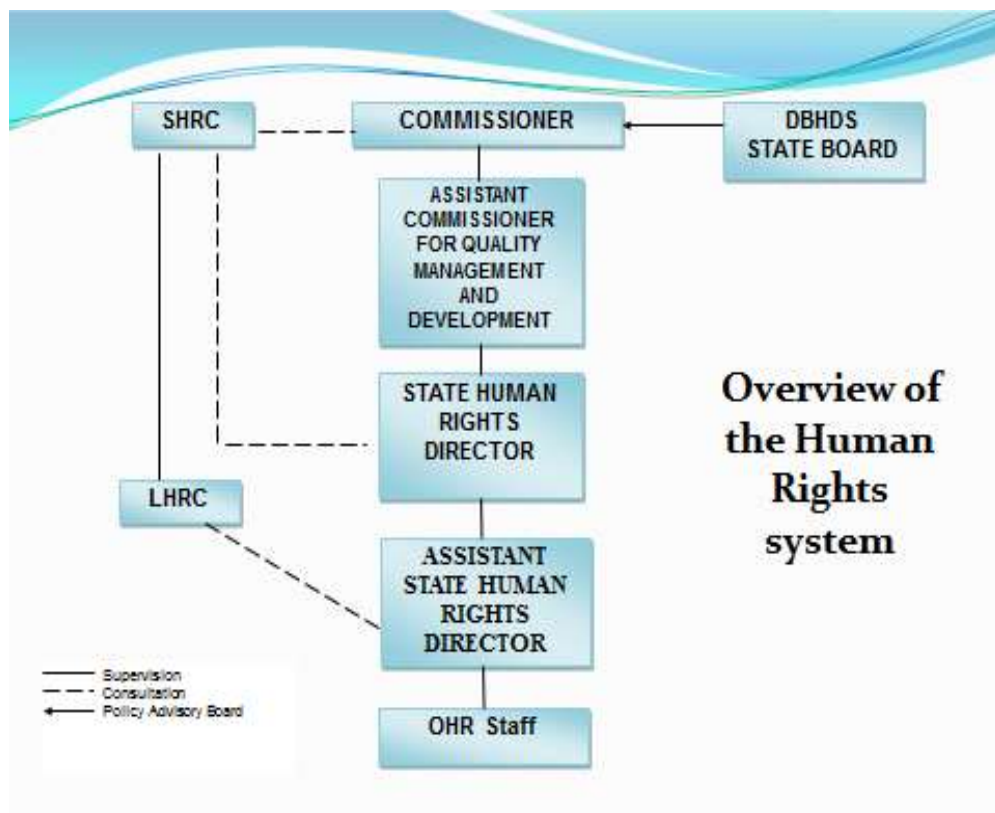 SHRC
COMMISSIONER
DBHDS
STATE BOARD
ASSISTANT
COMMISSIONER
FOR QUALITY
MANAGEMENT
AND
DEVELOPMENT
STATE HUMAN
RIGHTS
DIRECTOR
Overview of
the Human
Rights
system
LHRC
ASSISTANT
STATE HUMAN
RIGHTS
DIRECTOR
Supervision
Consultation
Policy Advisory Board
OHR Staff